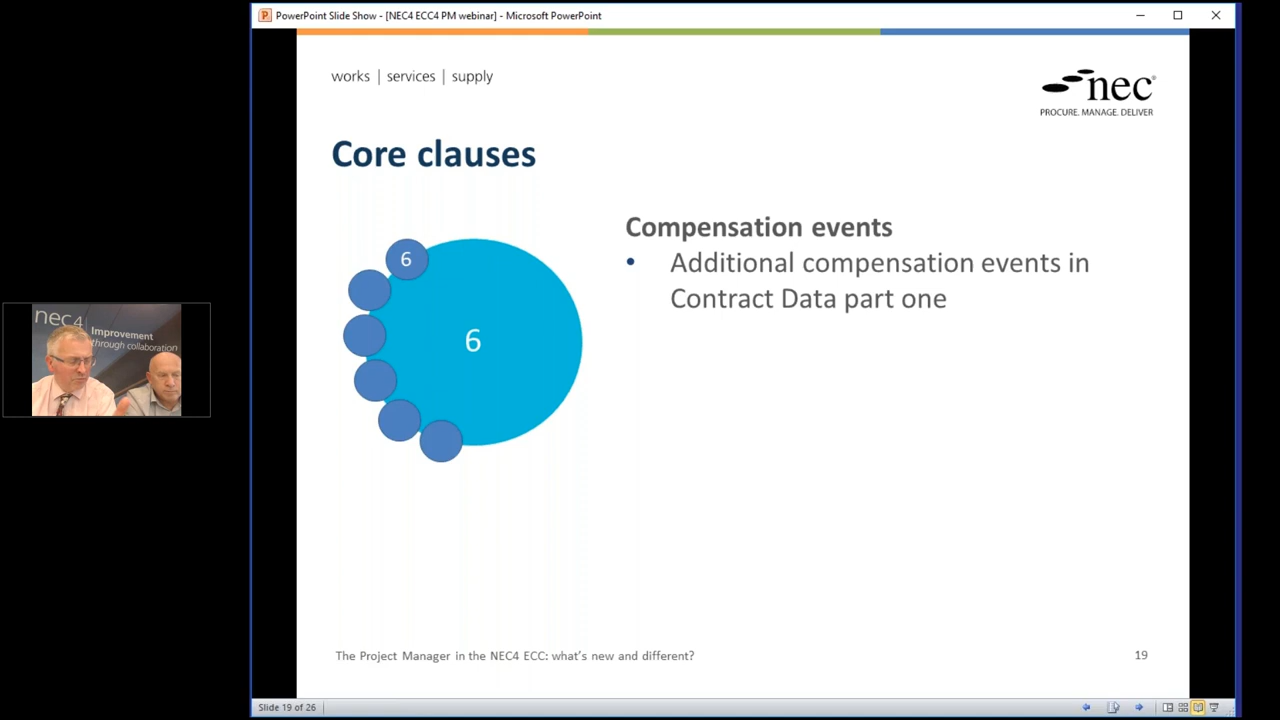 PowerPoint Slide Show - [NEC4 ECC4 PM webinar] - Microsoft PowerPoint
works | services | supply
nec®
PROCURE. MANAGE. DELIVER
Core clauses
Compensation events
• Additional compensation events in
Contract Data part one
6
6
nec4
Improvement
through collaboration
The Project Manager in the NEC4 ECC: what's new and different?
19
Slide 19 of 26